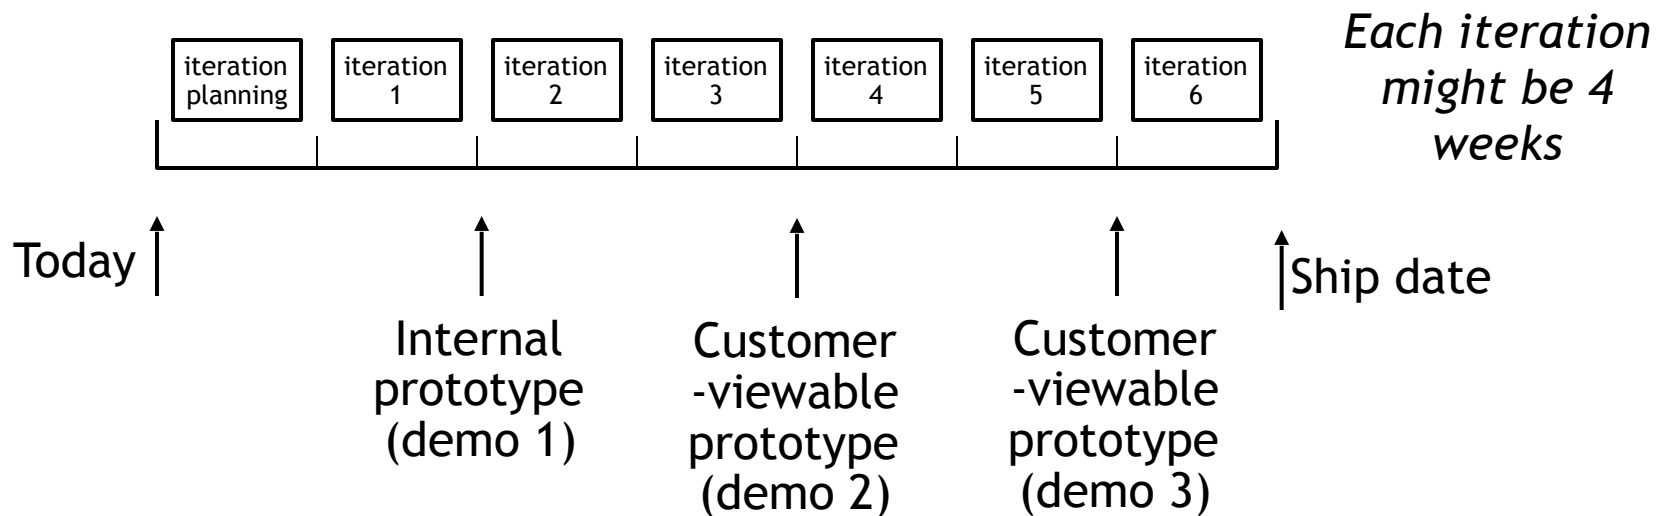 iteration
planning
iteration
1
iteration
2
iteration
3
iteration
4
iteration
5
iteration
6
Each iteration
might be 4
weeks
Today
Ship date
Internal
prototype
(demo 1)
Customer
-viewable
prototype
(demo 2)
Customer
-viewable
prototype
(demo 3)